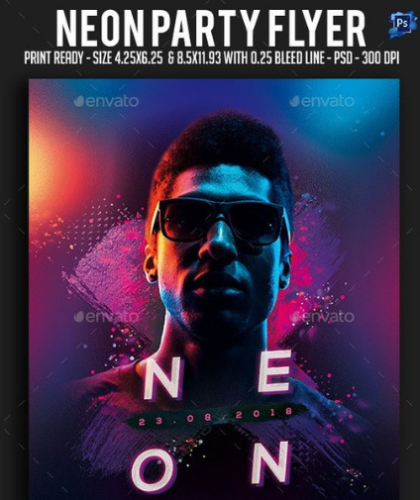 NEON PARTY FLYER
Ps
PRINT READY - SIZE 4.25X6.25 & 8.5X11.93 WITH 0.25 BLEED LINE - PSD - 300 DPI
envato envato
envato envato
N E
23.08.2018
O N